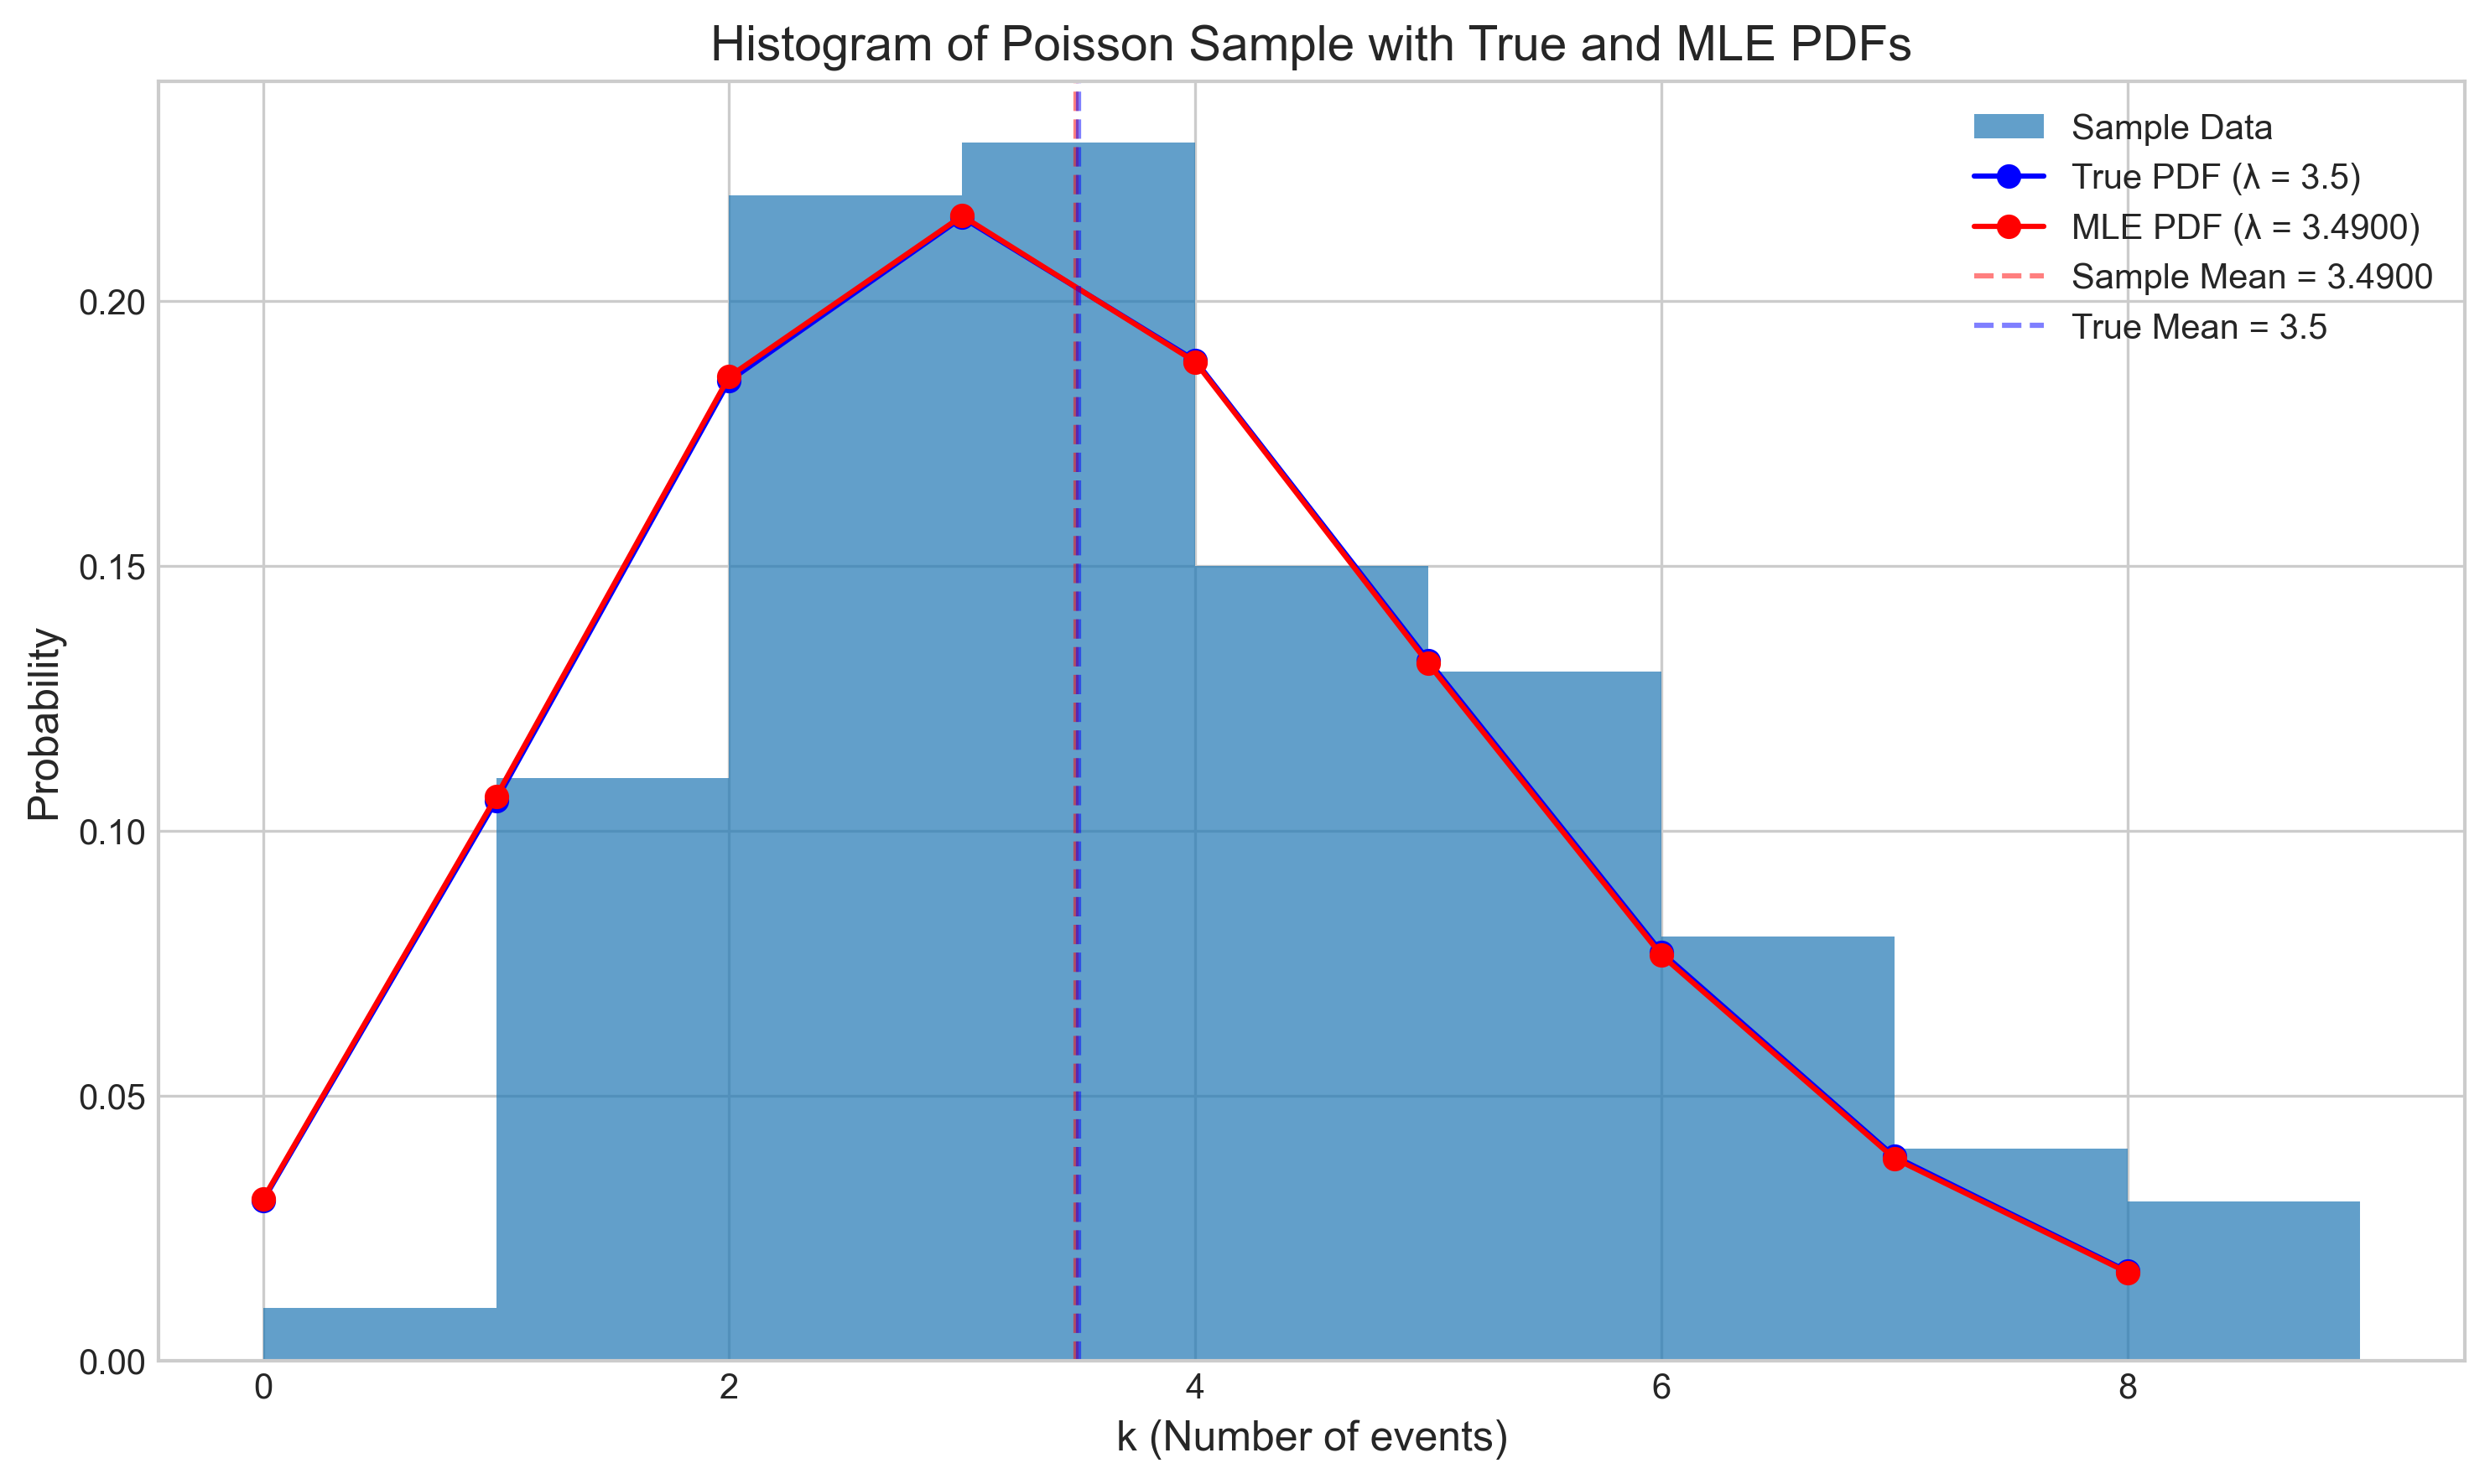 Histogram of Poisson Sample with True and MLE PDFs
Sample Data
True PDF (λ = 3.5)
MLE PDF (λ = 3.4900)
Sample Mean = 3.4900
True Mean = 3.5
Probability
0.20
0.15
0.10
0.05
0.00
0 2 4 6 8
k (Number of events)